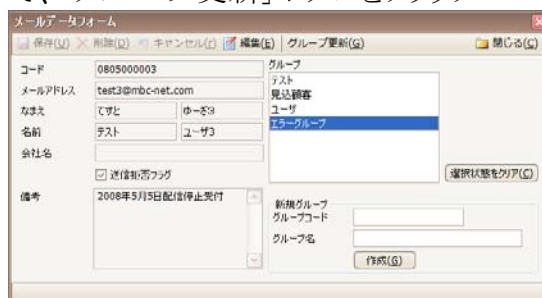 メールデータフォーム
保存(U) 削除(D) キャンセル(C) 編集(E) グループ更新(G) 閉じる(C)
コード 0805000003
メールアドレス test3@mbc-net.com
なまえ てすと ゆーざ3
名前 テスト ユーザ3
会社名
送信拒否フラグ
備考 2008年5月5日配信停止受付
グループ
テスト
見込顧客
ユーザ
エラーグループ
選択状態をクリア(C)
新規グループ
グループコード
グループ名
作成(G)